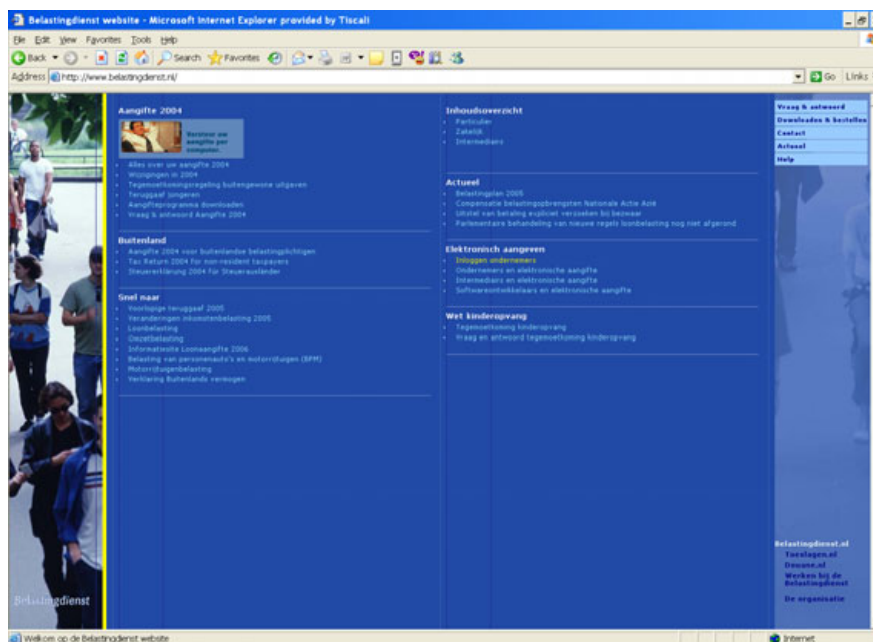 Belastingdienst website - Microsoft Internet Explorer provided by Tiscali
File Edit View Favorites Tools Help
Back Search Favorites
Address http://www.belastingdienst.nl/ Go Links
Aangifte 2004
Verstuur uw
aangifte per
computer.
Alles over uw aangifte 2004
Wijzigingen in 2004
Tegemoetkomingsregeling buitengewone uitgaven
Teruggaaf jongeren
Aangifteprogramma downloaden
Vraag & antwoord Aangifte 2004
Buitenland
Aangifte 2004 voor buitenlandse belastingplichtigen
Tax Return 2004 for non-resident taxpayers
Steuererklärung 2004 für Steuerausländer
Snel naar
Voorlopige teruggaaf 2005
Veranderingen inkomstenbelasting 2005
Loonbelasting
Omzetbelasting
Informatiesite Loonaangifte 2006
Belasting van personenauto's en motorrijtuigen (BPM)
Motorrijtuigenbelasting
Verklaring Buitenlands vermogen
Inhoudsoverzicht
Particulier
Zakelijk
Intermediairs
Actueel
Belastingplan 2005
Compensatie belastingopbrengsten Nationale Actie Azië
Uitstel van betaling expliciet verzoeken bij bezwaar
Parlementaire behandeling van nieuwe regels loonbelasting nog niet afgerond
Elektronisch aangeven
Inloggen ondernemers
Ondernemers en elektronische aangifte
Intermediairs en elektronische aangifte
Softwareontwikkelaars en elektronische aangifte
Wet kinderopvang
Tegemoetkoming kinderopvang
Vraag en antwoord tegemoetkoming kinderopvang
Vraag & antwoord
Downloaden & bestellen
Contact
Actueel
Help
Belastingdienst.nl
Toeslagen.nl
Douane.nl
Werken bij de
Belastingdienst
De organisatie
Belastingdienst
Welkom op de Belastingdienst website Internet